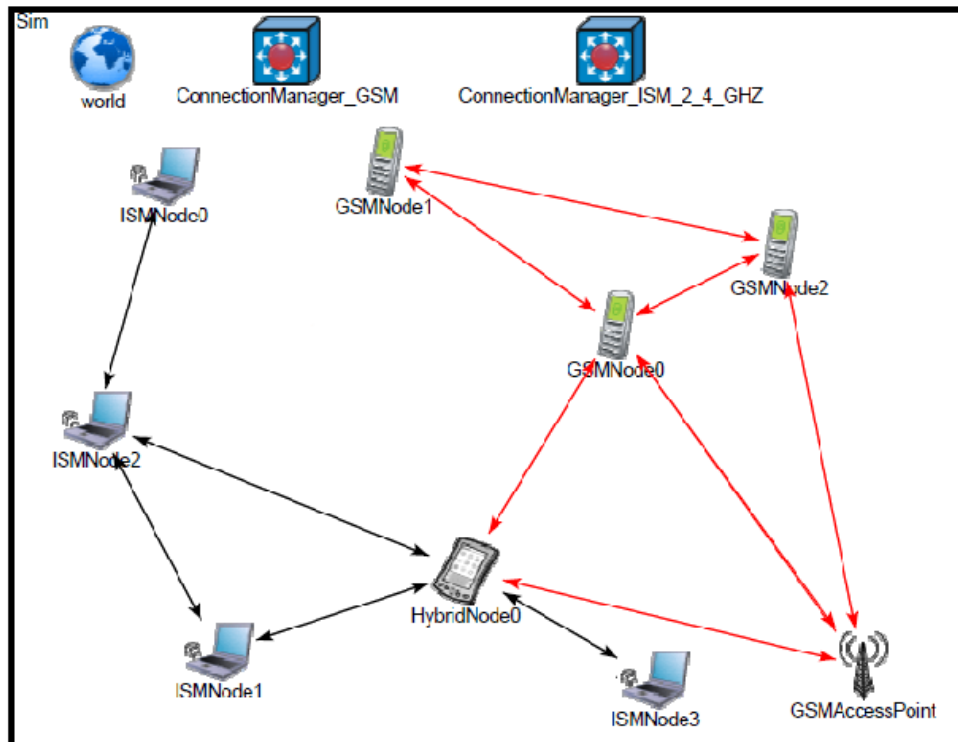 Sim
world
ConnectionManager_GSM
ConnectionManager_ISM_2_4_GHZ
ISMNode0
GSMNode1
GSMNode2
GSMNode0
ISMNode2
HybridNode0
ISMNode1
ISMNode3
GSMAccessPoint